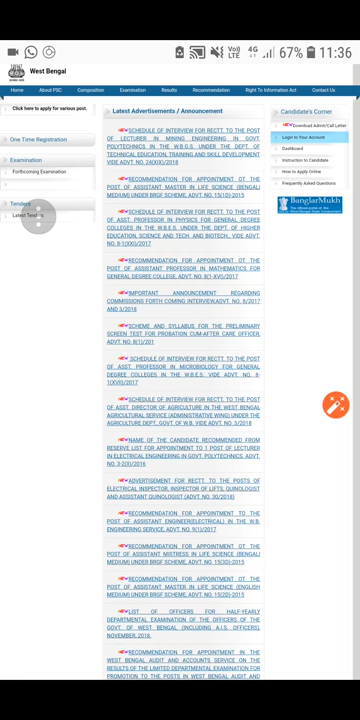 Voj) LTE 4G 67% 11:36
West Bengal
Home About PSC Composition Examination Results Recommendation Right To Information Act Contact Us
Click here to apply for various post.
One Time Registration
Examination
Forthcoming Examination
Tenders
Latest Tenders
Latest Advertisements / Announcement
SCHEDULE OF INTERVIEW FOR RECTT. TO THE POST
OF LECTURER IN MINING ENGINEERING IN GOVT.
POLYTECHNICS IN THE W.B.G.S. UNDER THE DEPT. OF
TECHNICAL EDUCATION, TRAINING AND SKILL DEVELOPMENT
VIDE ADVT. NO. 24(XIX)/2018
RECOMMENDATION FOR APPOINTMENT OT THE
POST OF ASSISTANT MASTER IN LIFE SCIENCE (BENGALI
MEDIUM) UNDER BRGF SCHEME, ADVT. NO. 15(1D)-2015
SCHEDULE OF INTERVIEW FOR RECTT. TO THE POST
OF ASST. PROFESSOR IN PHYSICS FOR GENERAL DEGREE
COLLEGES IN THE W.B.E.S. UNDER THE DEPT. OF HIGHER
EDUCATION, SCIENCE AND TECH. AND BIOTECH., VIDE ADVT.
NO. 8-1(XXI)/2017
RECOMMENDATION FOR APPOINTMENT OT THE
POST OF ASSISTANT PROFESSOR IN MATHEMATICS FOR
GENERAL DEGREE COLLEGE, ADVT. NO. 8(1-XVI)/2017
IMPORTANT ANNOUNCEMENT REGARDING
COMMISSIONS FORTH COMING INTERVIEW,ADVT NO. 8/2017
AND 3/2018
SCHEME AND SYLLABUS FOR THE PRELIMINARY
SCREEN TEST FOR PROBATION CUM-AFTER CARE OFFICER,
ADVT. NO. 8(1)/201
SCHEDULE OF INTERVIEW FOR RECTT. TO THE POST
OF ASST. PROFESSOR IN MICROBIOLOGY FOR GENERAL
DEGREE COLLEGES IN THE W.B.E.S. VIDE ADVT. NO. 8-
1(XVII)/2017
SCHEDULE OF INTERVIEW FOR RECTT. TO THE POST
OF ASST. DIRECTOR OF AGRICULTURE IN THE WEST BENGAL
AGRICULTURAL SERVICE (ADMINISTRATIVE WING) UNDER THE
AGRICULTURE DEPT., GOVT. OF W.B. VIDE ADVT. NO. 3/2018
NAME OF THE CANDIDATE RECOMMENDED FROM
RESERVE LIST FOR APPOINTMENT TO 1 POST OF LECTURER
IN ELECTRICAL ENGINEERING IN GOVT. POLYTECHNICS, ADVT.
NO. 3-2(II)/2016
ADVERTISEMENT FOR RECTT. TO THE POSTS OF
ELECTRICAL INSPECTOR, INSPECTOR OF LIFTS, QUINOLOGIST
AND ASSISTANT QUINOLOGIST (ADVT. NO. 30/2018)
RECOMMENDATION FOR APPOINTMENT TO THE
POST OF ASSISTANT ENGINEER(ELECTRICAL) IN THE W.B.
ENGINEERING SERVICE, ADVT NO. 9(1)/2017
RECOMMENDATION FOR APPOINTMENT OT THE
POST OF ASSISTANT MISTRESS IN LIFE SCIENCE (BENGALI
MEDIUM) UNDER BRGF SCHEME, ADVT. NO. 15(3D)-2015
RECOMMENDATION FOR APPOINTMENT OT THE
POST OF ASSISTANT MASTER IN LIFE SCIENCE (ENGLISH
MEDIUM) UNDER BRGF SCHEME, ADVT. NO. 15(2D)-2015
LIST OF OFFICERS FOR HALF-YEARLY
DEPARTMENTAL EXAMINATION OF THE OFFICERS OF THE
GOVT. OF WEST BENGAL (INCLUDING A.I.S. OFFICERS).
NOVEMBER, 2018.
RECOMMENDATION FOR APPOINTMENT IN THE
WEST BENGAL AUDIT AND ACCOUNTS SERVICE ON THE
RESULTS OF THE LIMITED DEPARTMENTAL EXAMINATION FOR
PROMOTION TO THE POSTS IN WEST BENGAL AUDIT AND
Candidate's Corner
Download Admit/Call Letter
Login to Your Account
Dashboard
Instruction to Candidate
How to Apply Online
Frequently Asked Questions
BanglarMukh